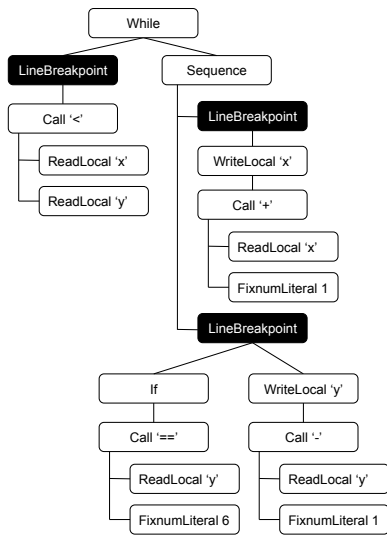 While
LineBreakpoint
Sequence
Call ‘<’
ReadLocal ‘x’
ReadLocal ‘y’
LineBreakpoint
WriteLocal ‘x’
Call ‘+’
ReadLocal ‘x’
FixnumLiteral 1
LineBreakpoint
If
WriteLocal ‘y’
Call ‘==’
Call ‘-’
ReadLocal ‘y’
ReadLocal ‘y’
FixnumLiteral 6
FixnumLiteral 1